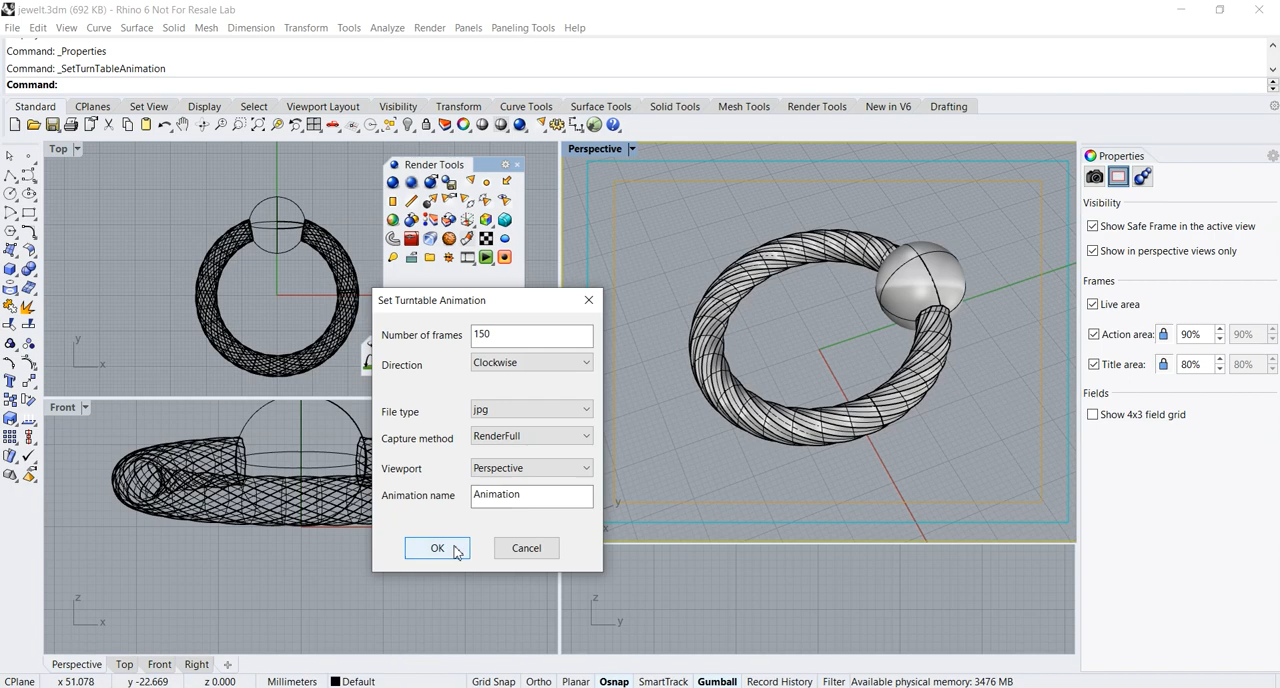 jewelt.3dm (692 KB) - Rhino 6 Not For Resale Lab
File Edit View Curve Surface Solid Mesh Dimension Transform Tools Analyze Render Panels Paneling Tools Help
Command: _Properties
Command: _SetTurnTableAnimation
Command:
Standard CPlanes Set View Display Select Viewport Layout Visibility Transform Curve Tools Surface Tools Solid Tools Mesh Tools Render Tools New in V6 Drafting
Top
Render Tools
Perspective
Properties
Visibility
Show Safe Frame in the active view
Show in perspective views only
Frames
Live area
Action area: 90% 90%
Title area: 80% 80%
Fields
Show 4x3 field grid
Set Turntable Animation
Number of frames 150
Direction Clockwise
File type jpg
Capture method RenderFull
Viewport Perspective
Animation name Animation
OK Cancel
y
x
Front
z
x
y
z
y
Perspective Top Front Right
CPlane x 51.078 y -22.669 z 0.000 Millimeters Default Grid Snap Ortho Planar Osnap SmartTrack Gumball Record History Filter Available physical memory: 3476 MB